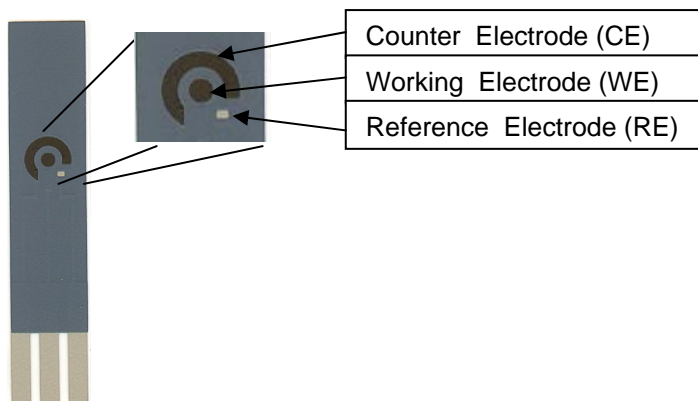 Counter Electrode (CE)
Working Electrode (WE)
Reference Electrode (RE)